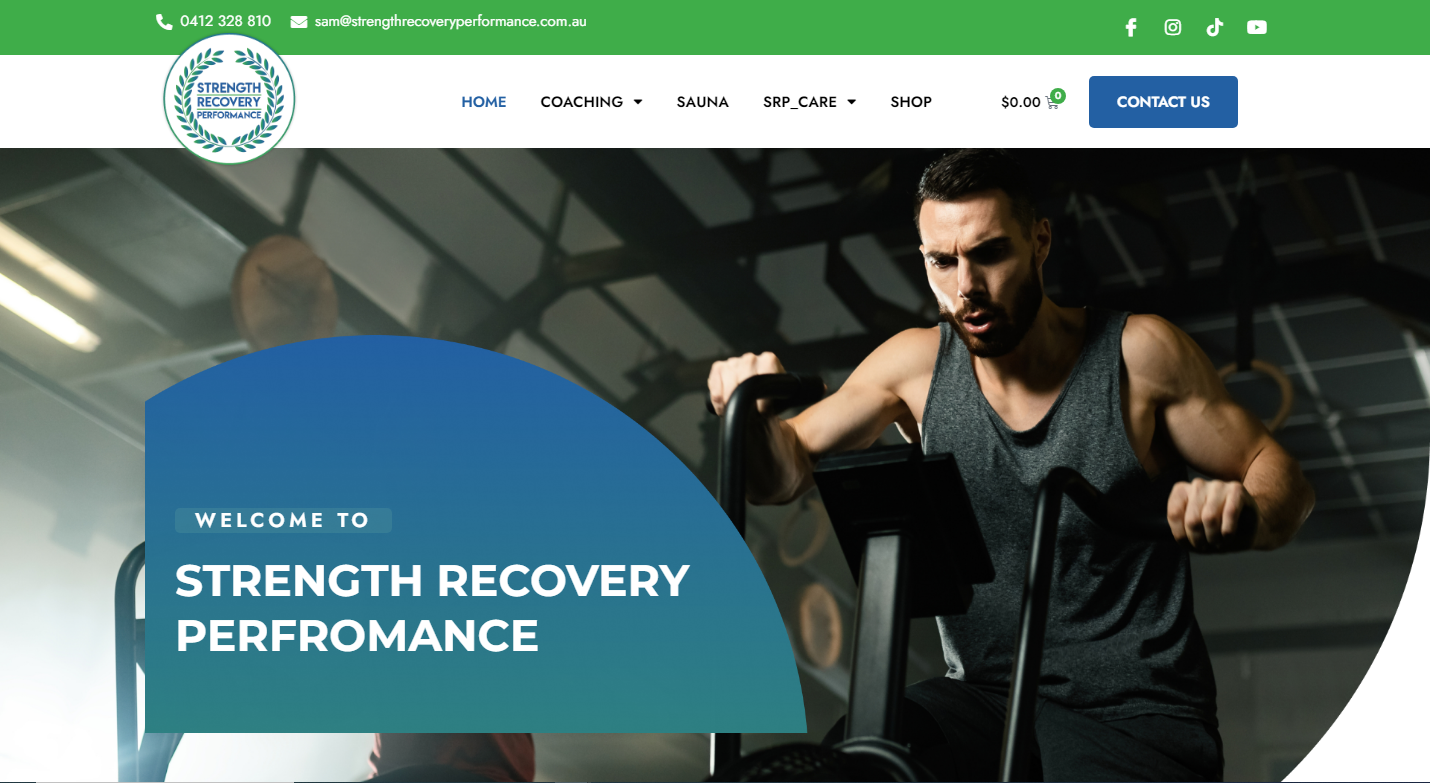 0412 328 810
sam@strengthrecoveryperformance.com.au
STRENGTH
RECOVERY
PERFORMANCE
HOME
COACHING
SAUNA
SRP_CARE
SHOP
$0.00
0
CONTACT US
WELCOME TO
STRENGTH RECOVERY
PERFROMANCE